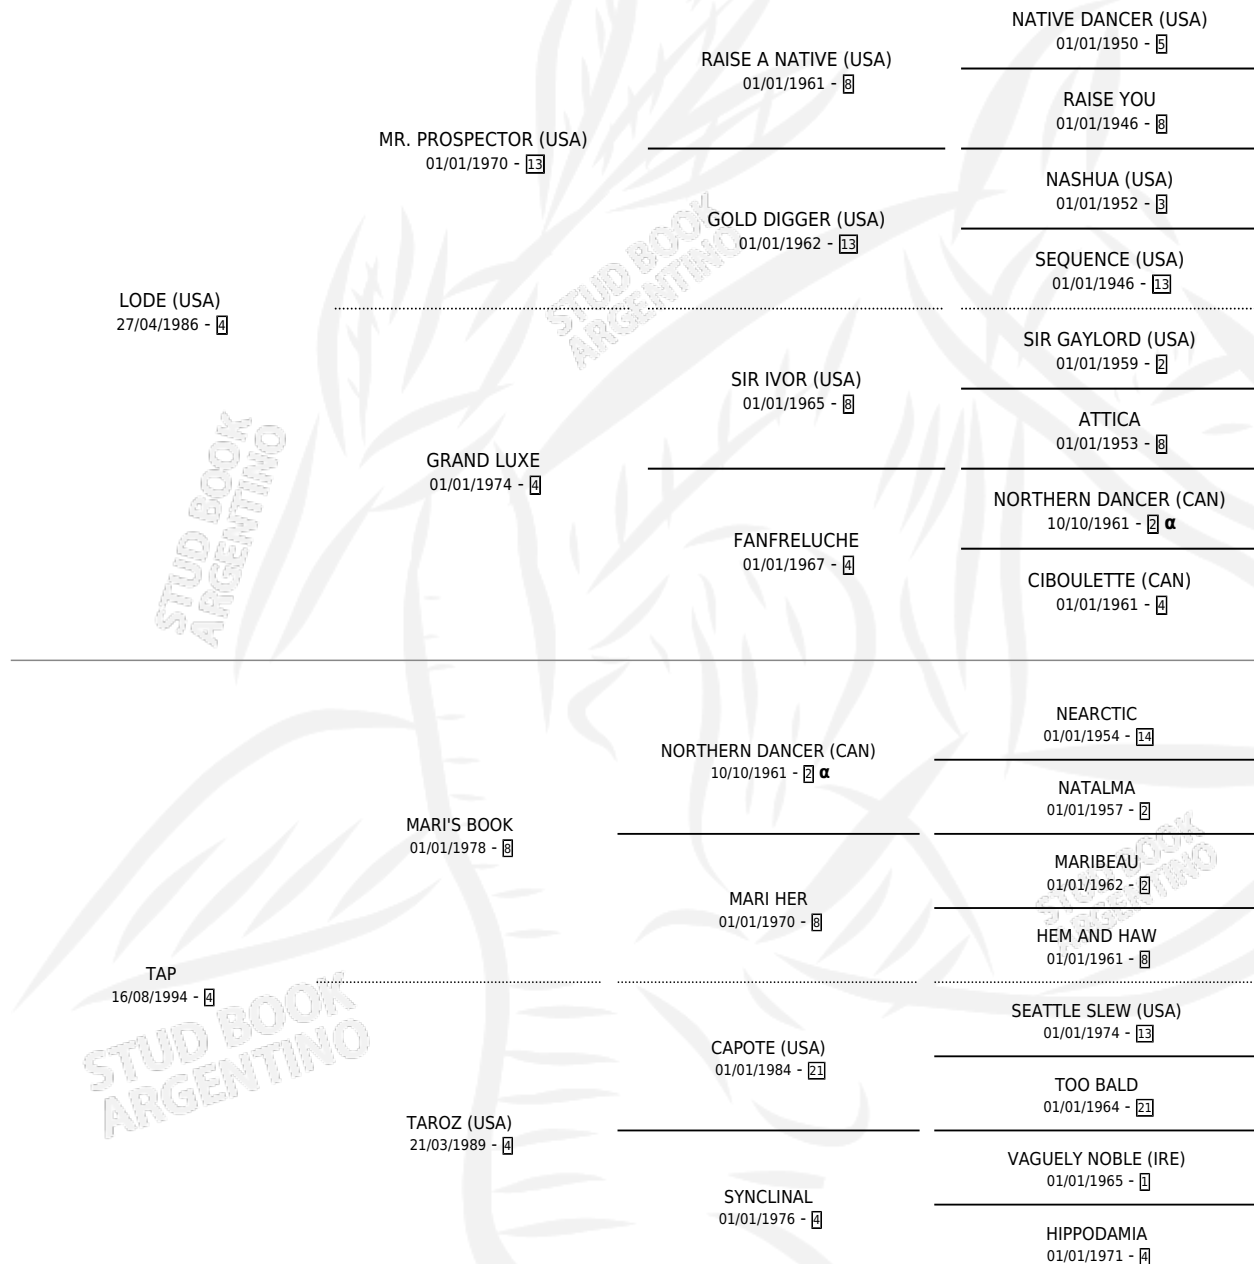 NATIVE DANCER (USA)
01/01/1950 - 5
RAISE A NATIVE (USA)
01/01/1961 - 8
RAISE YOU
01/01/1946 - 8
MR. PROSPECTOR (USA)
01/01/1970 - 13
NASHUA (USA)
01/01/1952 - 3
GOLD DIGGER (USA)
01/01/1962 - 13
SEQUENCE (USA)
01/01/1946 - 13
LODE (USA)
27/04/1986 - 4
SIR GAYLORD (USA)
01/01/1959 - 2
SIR IVOR (USA)
01/01/1965 - 8
ATTICA
01/01/1953 - 8
GRAND LUXE
01/01/1974 - 4
NORTHERN DANCER (CAN)
10/10/1961 - 2 α
FANFRELUCHE
01/01/1967 - 4
CIBOULETTE (CAN)
01/01/1961 - 4
NEARCTIC
01/01/1954 - 14
NORTHERN DANCER (CAN)
10/10/1961 - 2 α
NATALMA
01/01/1957 - 2
MARI'S BOOK
01/01/1978 - 8
MARIBEAU
01/01/1962 - 2
MARI HER
01/01/1970 - 8
HEM AND HAW
01/01/1961 - 8
TAP
16/08/1994 - 4
SEATTLE SLEW (USA)
01/01/1974 - 13
CAPOTE (USA)
01/01/1984 - 21
TOO BALD
01/01/1964 - 21
TAROZ (USA)
21/03/1989 - 4
VAGUELY NOBLE (IRE)
01/01/1965 - 1
SYNCLINAL
01/01/1976 - 4
HIPPODAMIA
01/01/1971 - 4
STUD BOOK
ARGENTINO
STUD BOOK
ARGENTINO
STUD BOOK
ARGENTINO
STUD BOOK
ARGENTINO